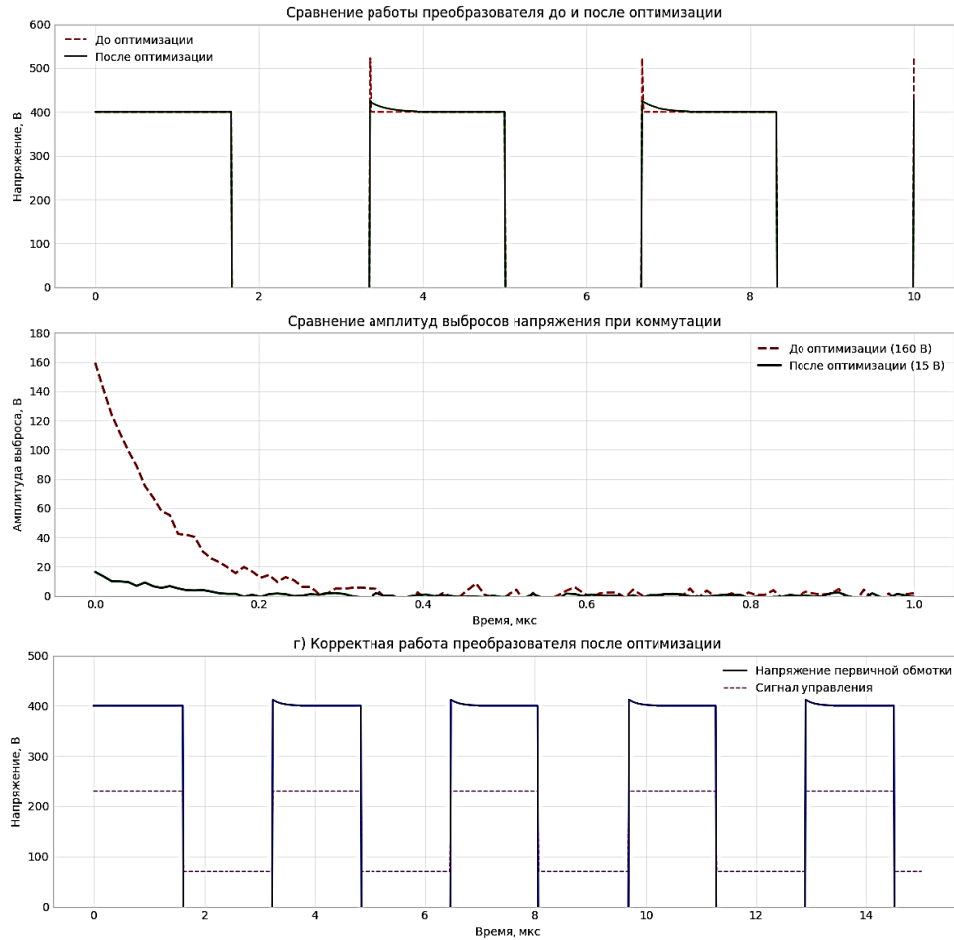 Сравнение работы преобразователя до и после оптимизации
600
500
400
300
200
100
0
Напряжение, В
До оптимизации
После оптимизации
0 2 4 6 8 10
Сравнение амплитуд выбросов напряжения при коммутации
180
160
140
120
100
80
60
40
20
0
Амплитуда выброса, В
До оптимизации (160 В)
После оптимизации (15 В)
0.0 0.2 0.4 0.6 0.8 1.0
Время, мкс
г) Корректная работа преобразователя после оптимизации
500
400
300
200
100
0
Напряжение, В
Напряжение первичной обмотки
Сигнал управления
0 2 4 6 8 10 12 14
Время, мкс